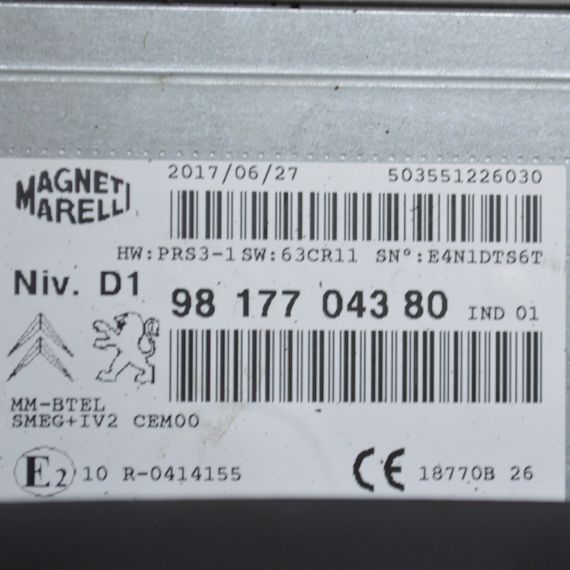 MAGNETI
MARELLI
2017/06/27 503551226030
HW:PRS3-1 SW:63CR11 SN°:E4N1DTS6T
Niv. D1
98 177 043 80 IND 01
MM-BTEL
SMEG+IV2 CEM00
E2 10 R-0414155
CE 18770B 26